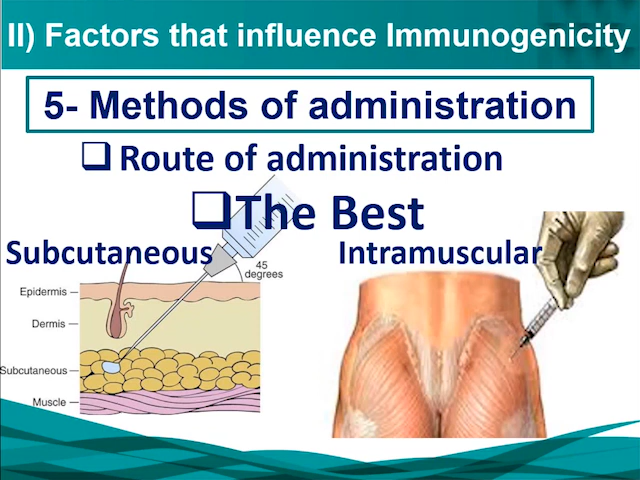 II) Factors that influence Immunogenicity
5- Methods of administration
❑ Route of administration
❑The Best
Subcutaneous
Intramuscular
45
degrees
Epidermis
Dermis
Subcutaneous
Muscle